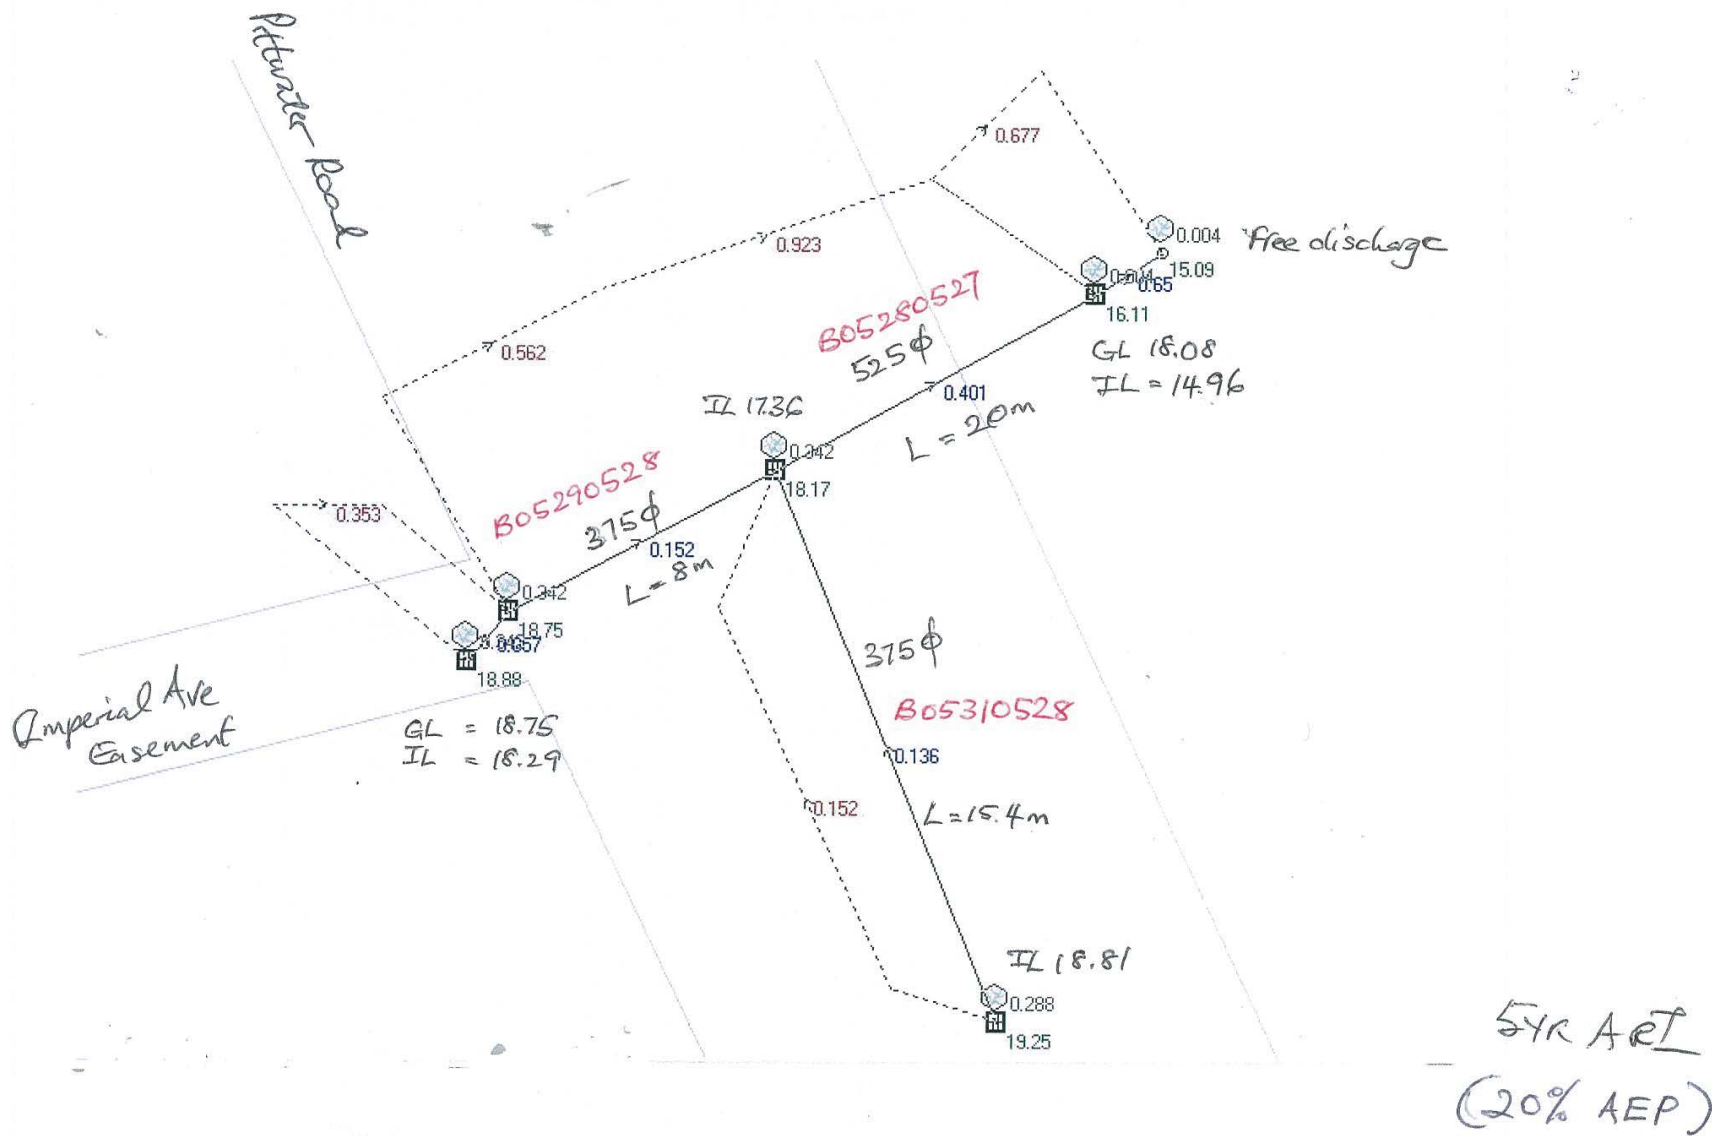 Pittwater Road
0.677
0.004
Free discharge
15.09
0.65
16.11
GL 18.08
IL = 14.96
0.923
B05280527
525ϕ
0.401
L = 20m
0.562
IL 17.36
0.342
18.17
B05290528
375ϕ
0.152
L = 8m
0.353
0.342
18.75
18.88
GL = 18.75
IL = 18.29
Imperial Ave
Easement
375ϕ
B05310528
0.136
0.152
L = 15.4m
IL 18.81
0.288
19.25
5YR ARI
(20% AEP)